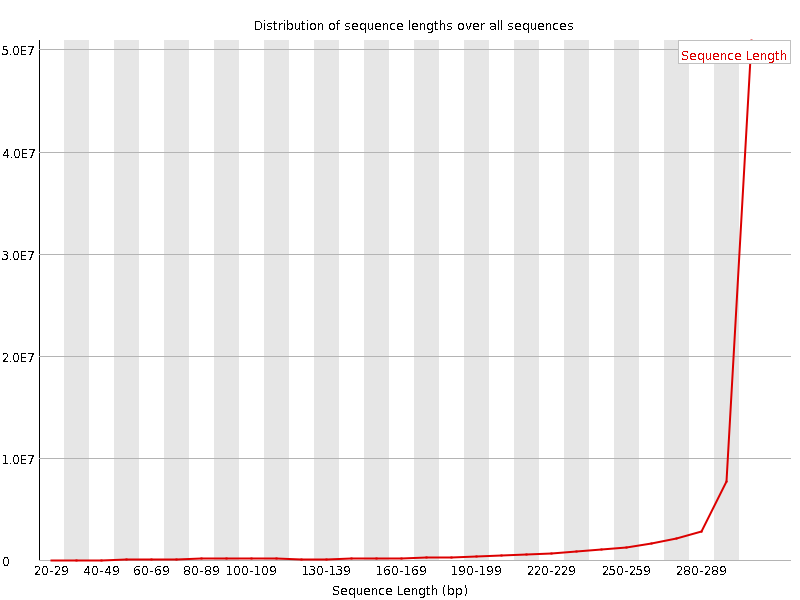 Distribution of sequence lengths over all sequences
Sequence Length
5.0E7
4.0E7
3.0E7
2.0E7
1.0E7
0
20-29 40-49 60-69 80-89 100-109 130-139 160-169 190-199 220-229 250-259 280-289
Sequence Length (bp)